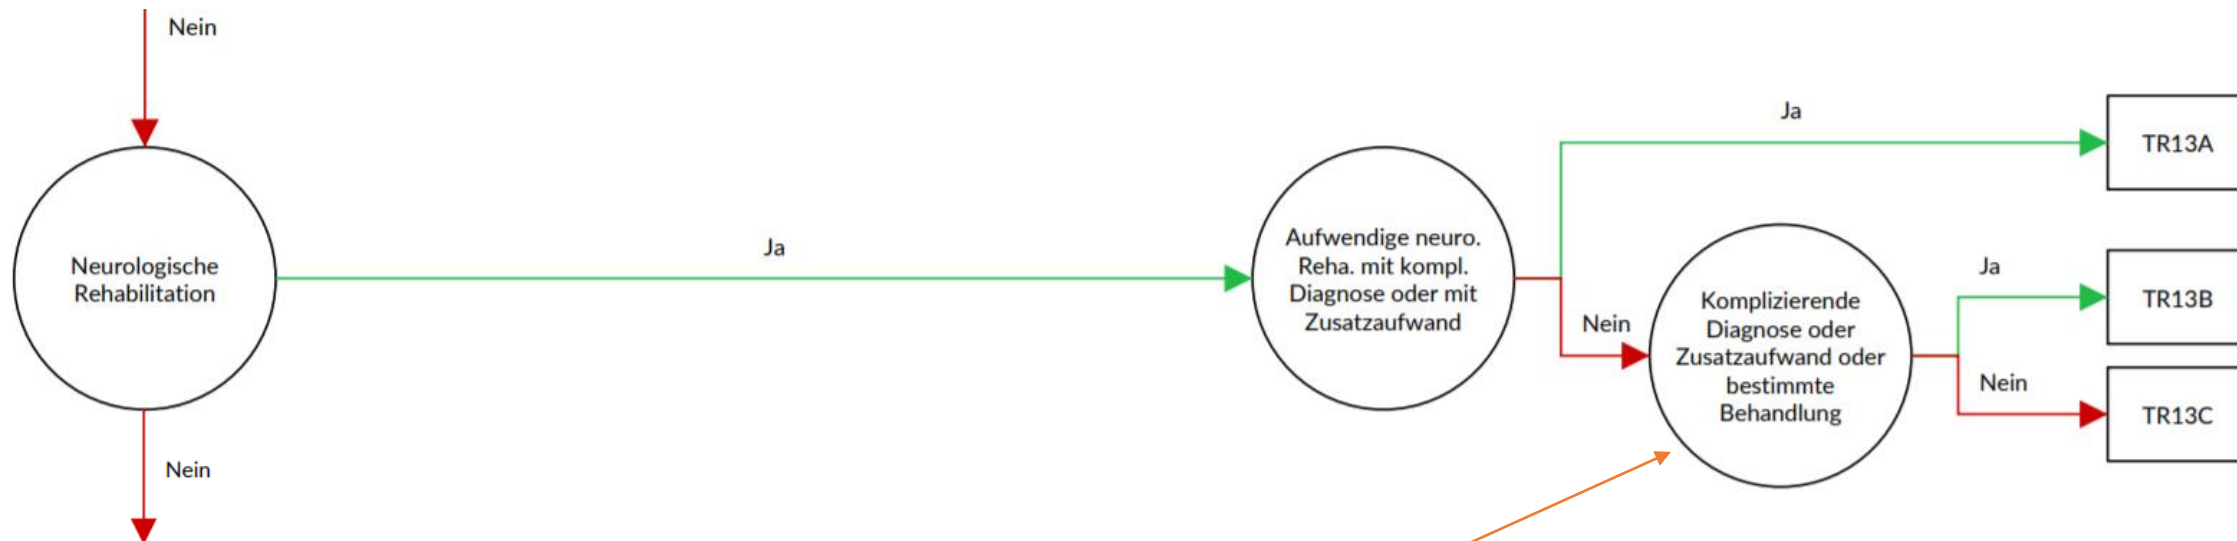 Nein
Neurologische
Rehabilitation
Nein
Ja
Aufwendige neuro.
Reha. mit kompl.
Diagnose oder mit
Zusatzaufwand
Ja
TR13A
Nein
Komplizierende
Diagnose oder
Zusatzaufwand oder
bestimmte
Behandlung
Ja
TR13B
Nein
TR13C